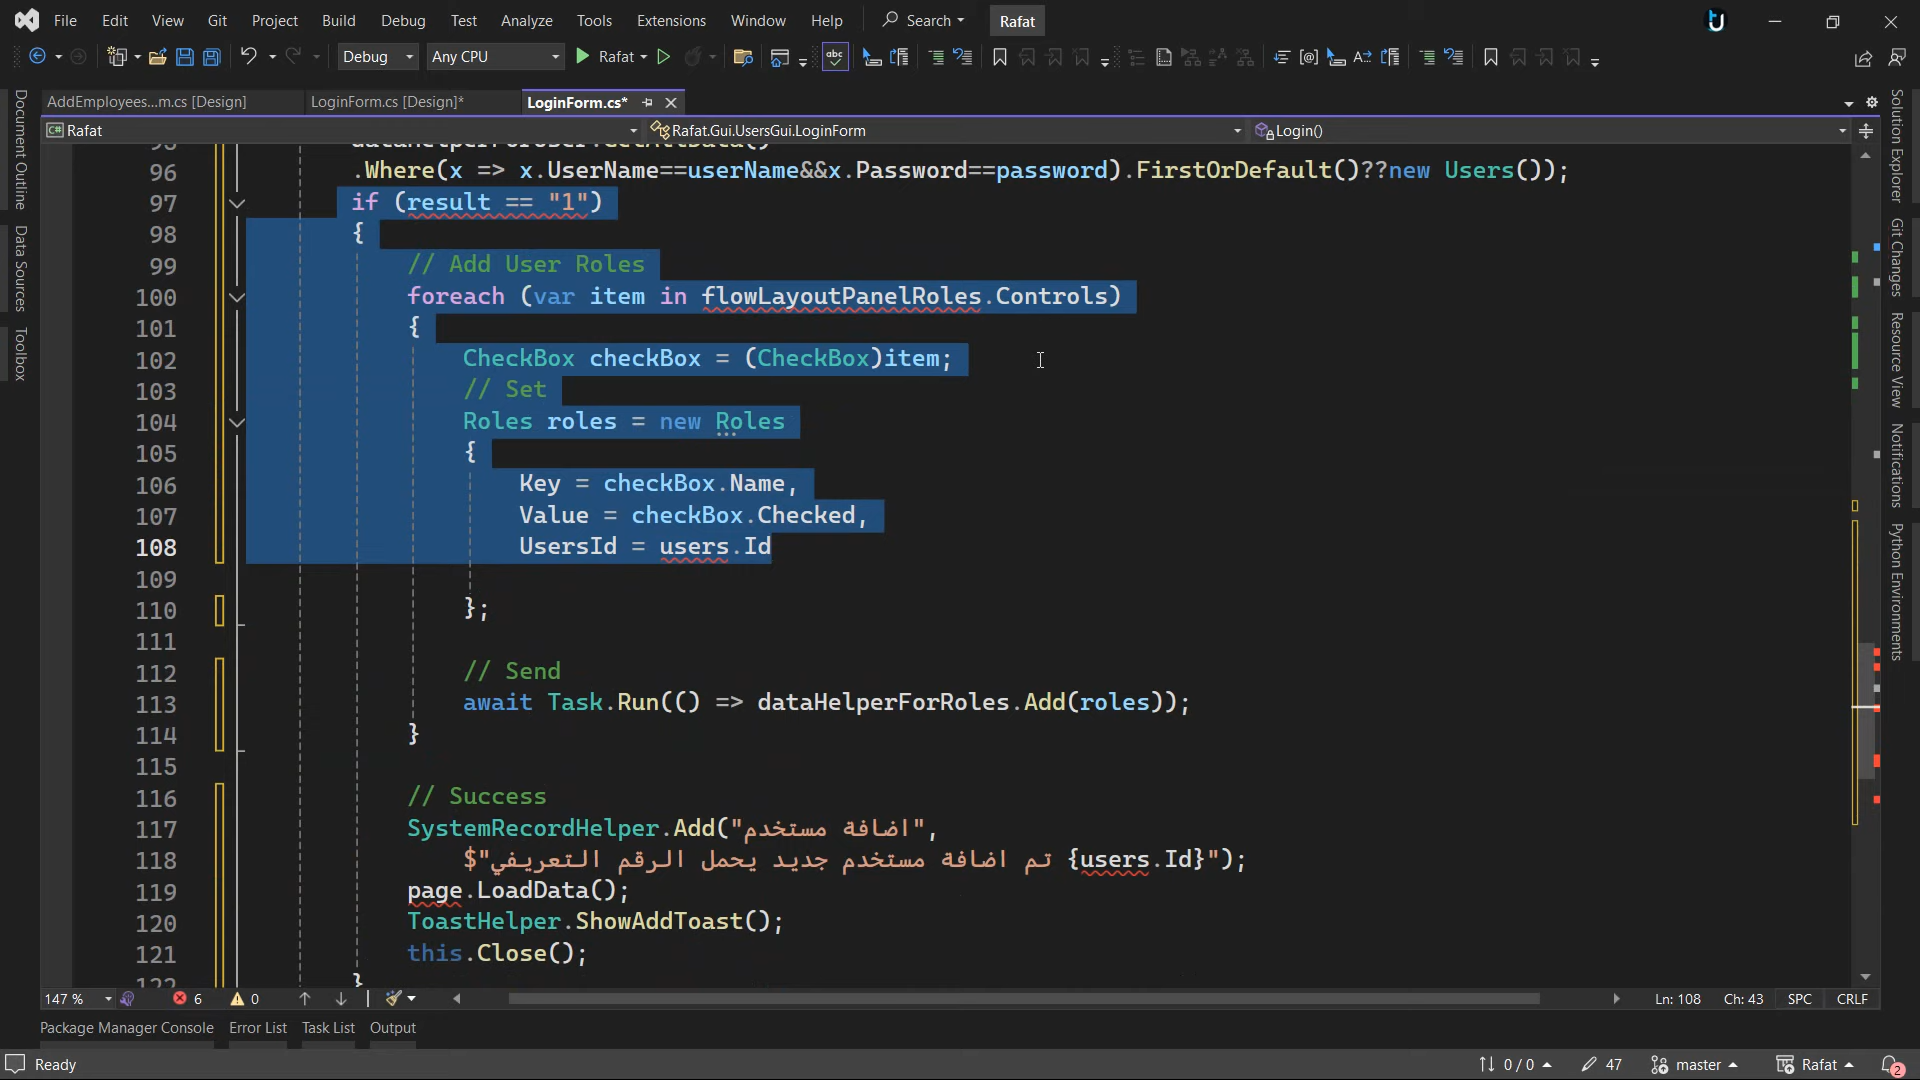 File Edit View Git Project Build Debug Test Analyze Tools Extensions Window Help Search Rafat
Debug Any CPU Rafat
AddEmployees...m.cs [Design] LoginForm.cs [Design]* LoginForm.cs*
Rafat Rafat.Gui.UsersGui.LoginForm Login()
96 .Where(x => x.UserName==userName&&x.Password==password).FirstOrDefault()??new Users());
97 if (result == "1")
98 {
99 // Add User Roles
100 foreach (var item in flowLayoutPanelRoles.Controls)
101 {
102 CheckBox checkBox = (CheckBox)item;
103 // Set
104 Roles roles = new Roles
105 {
106 Key = checkBox.Name,
107 Value = checkBox.Checked,
108 UsersId = users.Id
109
110 };
111
112 // Send
113 await Task.Run(() => dataHelperForRoles.Add(roles));
114 }
115
116 // Success
117 SystemRecordHelper.Add("اضافة مستخدم",
118 $"تم اضافة مستخدم جديد يحمل الرقم التعريفي {users.Id}");
119 page.LoadData();
120 ToastHelper.ShowAddToast();
121 this.Close();
122 }
147 % 6 0 Ln: 108 Ch: 43 SPC CRLF
Package Manager Console Error List Task List Output
Ready 0 / 0 47 master Rafat 2
Document Outline
Data Sources
Toolbox
Solution Explorer
Git Changes
Resource View
Notifications
Python Environments